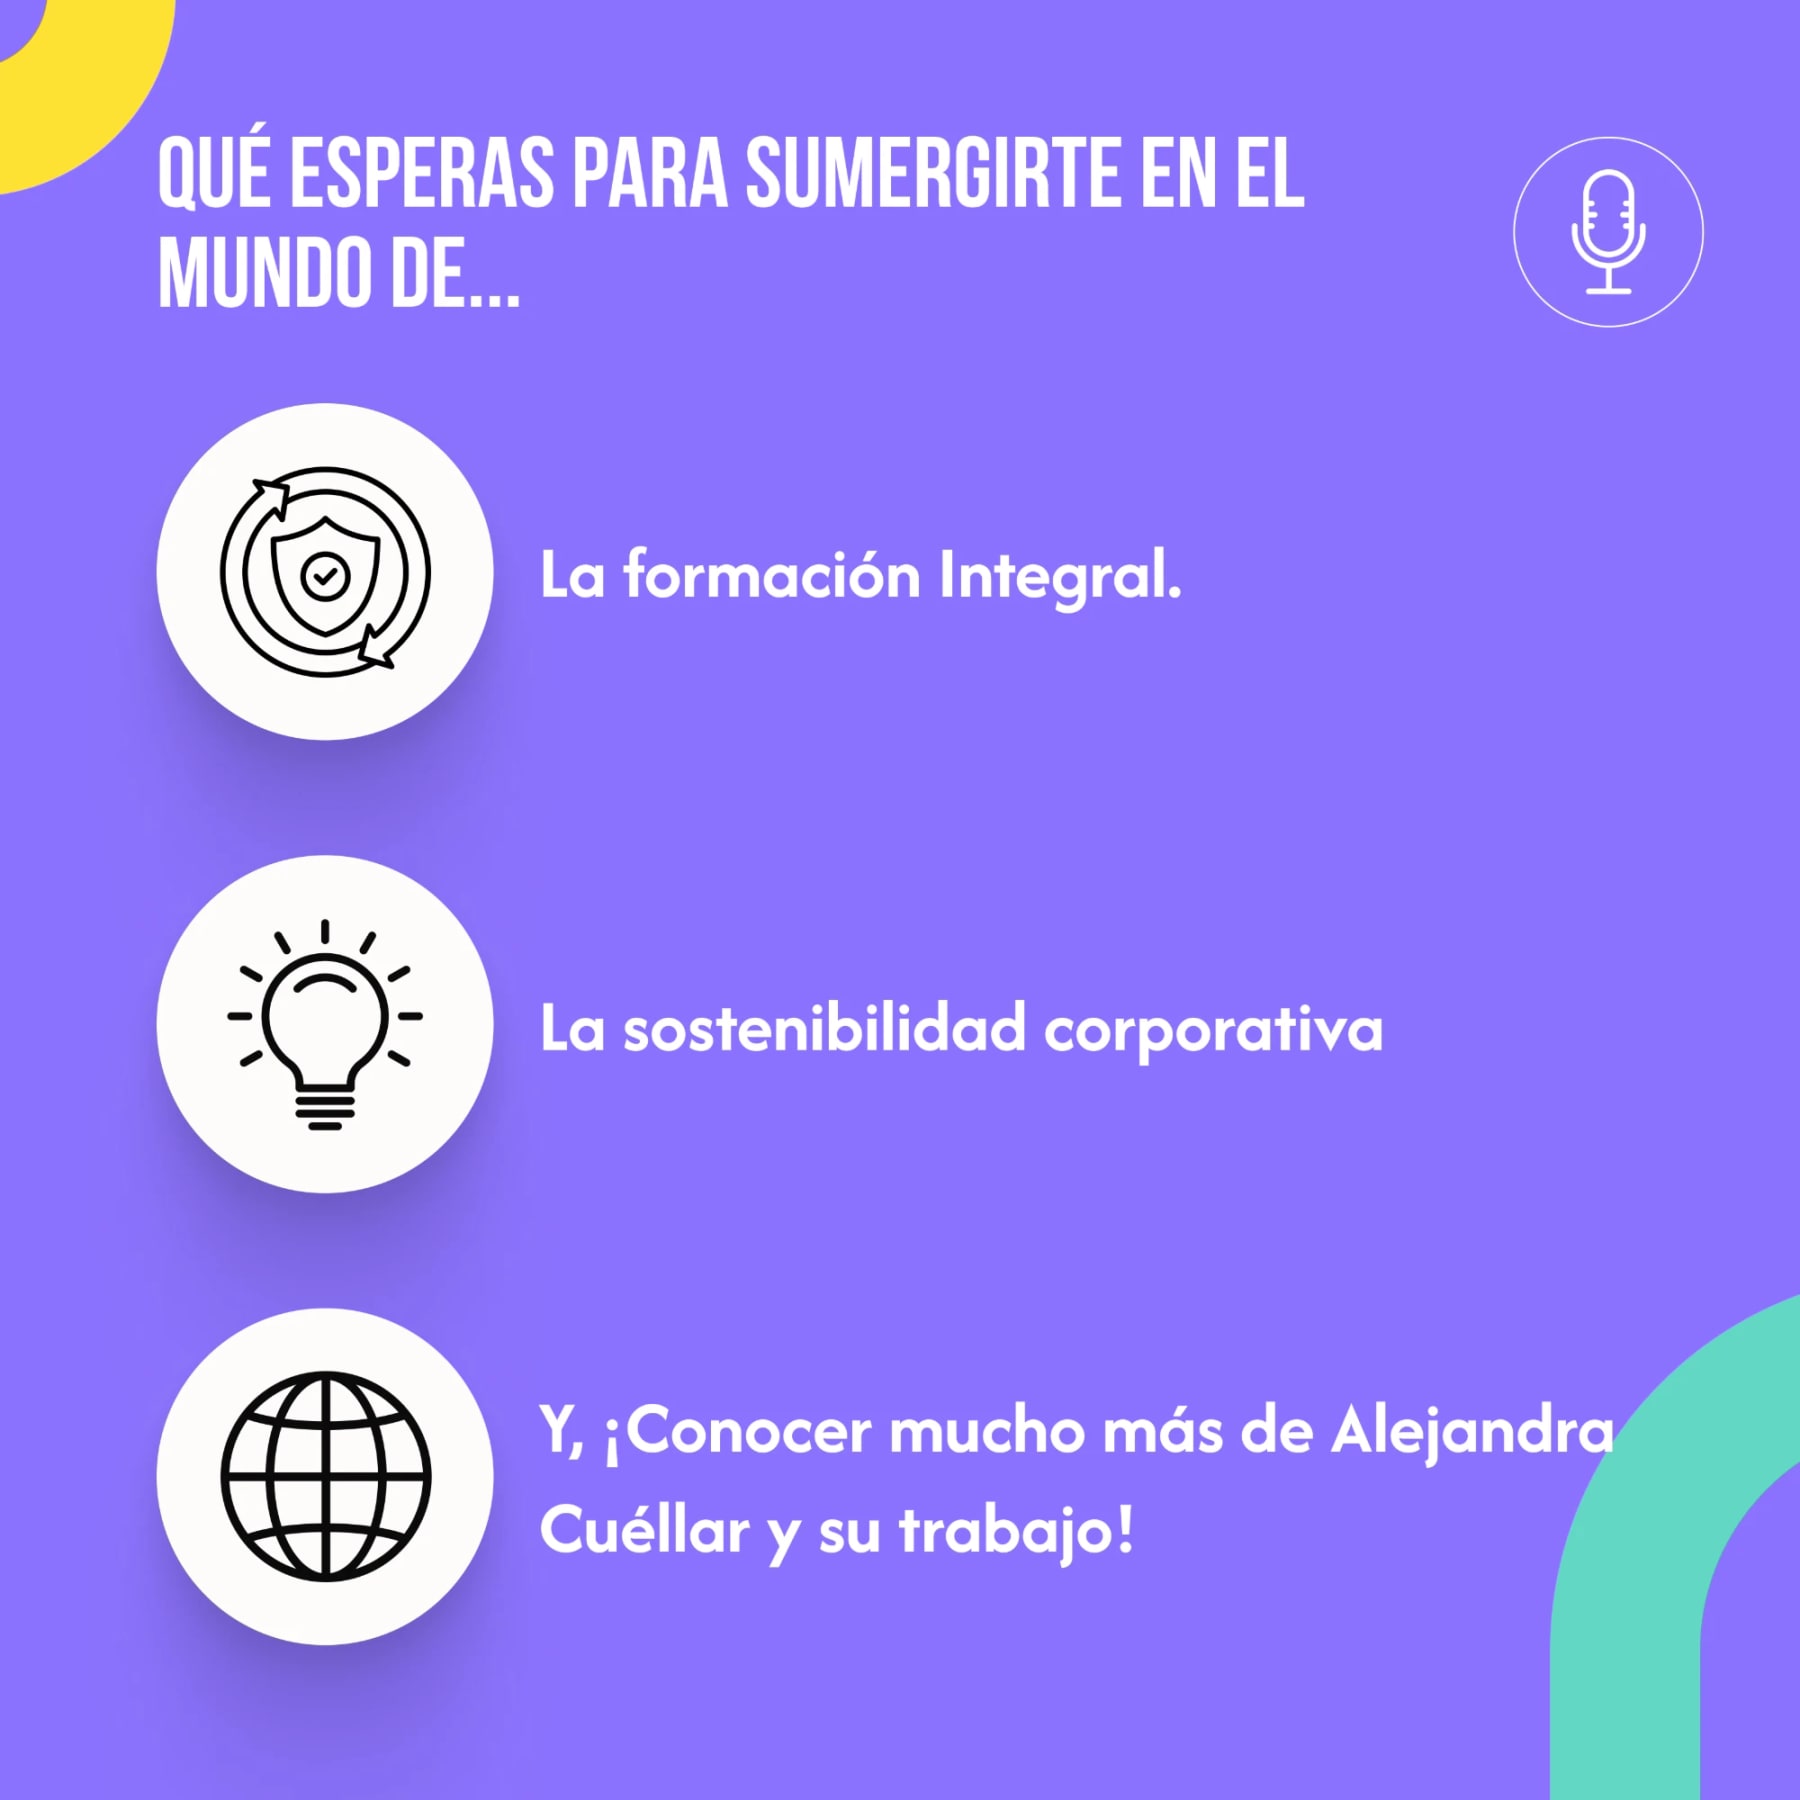 QUÉ ESPERAS PARA SUMERGIRTE EN EL
MUNDO DE...
La formación Integral.
La sostenibilidad corporativa
Y, ¡Conocer mucho más de Alejandra
Cuéllar y su trabajo!